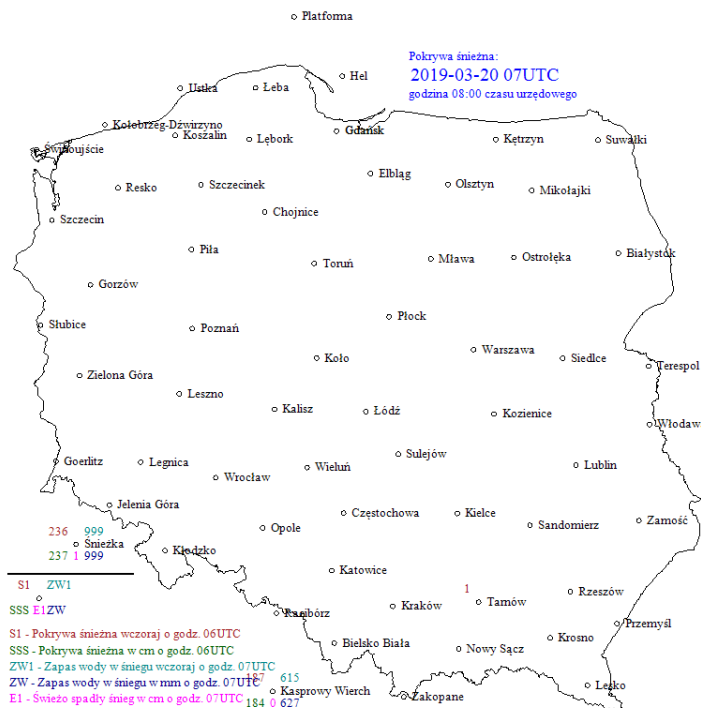 Platforma
Pokrywa śnieżna:
2019-03-20 07UTC
godzina 08:00 czasu urzędowego
Hel
Ustka
Łeba
Kołobrzeg-Dźwirzyno
Koszalin
Lębork
Gdańsk
Kętrzyn
Suwałki
Świnoujście
Resko
Szczecinek
Elbląg
Olsztyn
Mikołajki
Szczecin
Chojnice
Piła
Toruń
Mława
Ostrołęka
Białystok
Gorzów
Słubice
Poznań
Płock
Koło
Warszawa
Siedlce
Terespol
Zielona Góra
Leszno
Kalisz
Łódź
Kozienice
Włodaw
Goerlitz
Legnica
Wrocław
Wieluń
Sulejów
Lublin
Jelenia Góra
Częstochowa
Kielce
Sandomierz
Zamość
Opole
236 999
Śnieżka
237 1 999
Kłodzko
Katowice
S1 ZW1
SSS E1ZW
1
Tarnów
Rzeszów
Kraków
Racibórz
Przemyśl
S1 - Pokrywa śnieżna wczoraj o godz. 06UTC
SSS - Pokrywa śnieżna w cm o godz. 06UTC
Bielsko Biała
Nowy Sącz
Krosno
ZW1 - Zapas wody w śniegu wczoraj o godz. 07UTC
187 615
ZW - Zapas wody w śniegu w mm o godz. 07UTC
Kasprowy Wierch
Zakopane
Lesko
E1 - Świeżo spadły śnieg w cm o godz. 07UTC
184 0 627